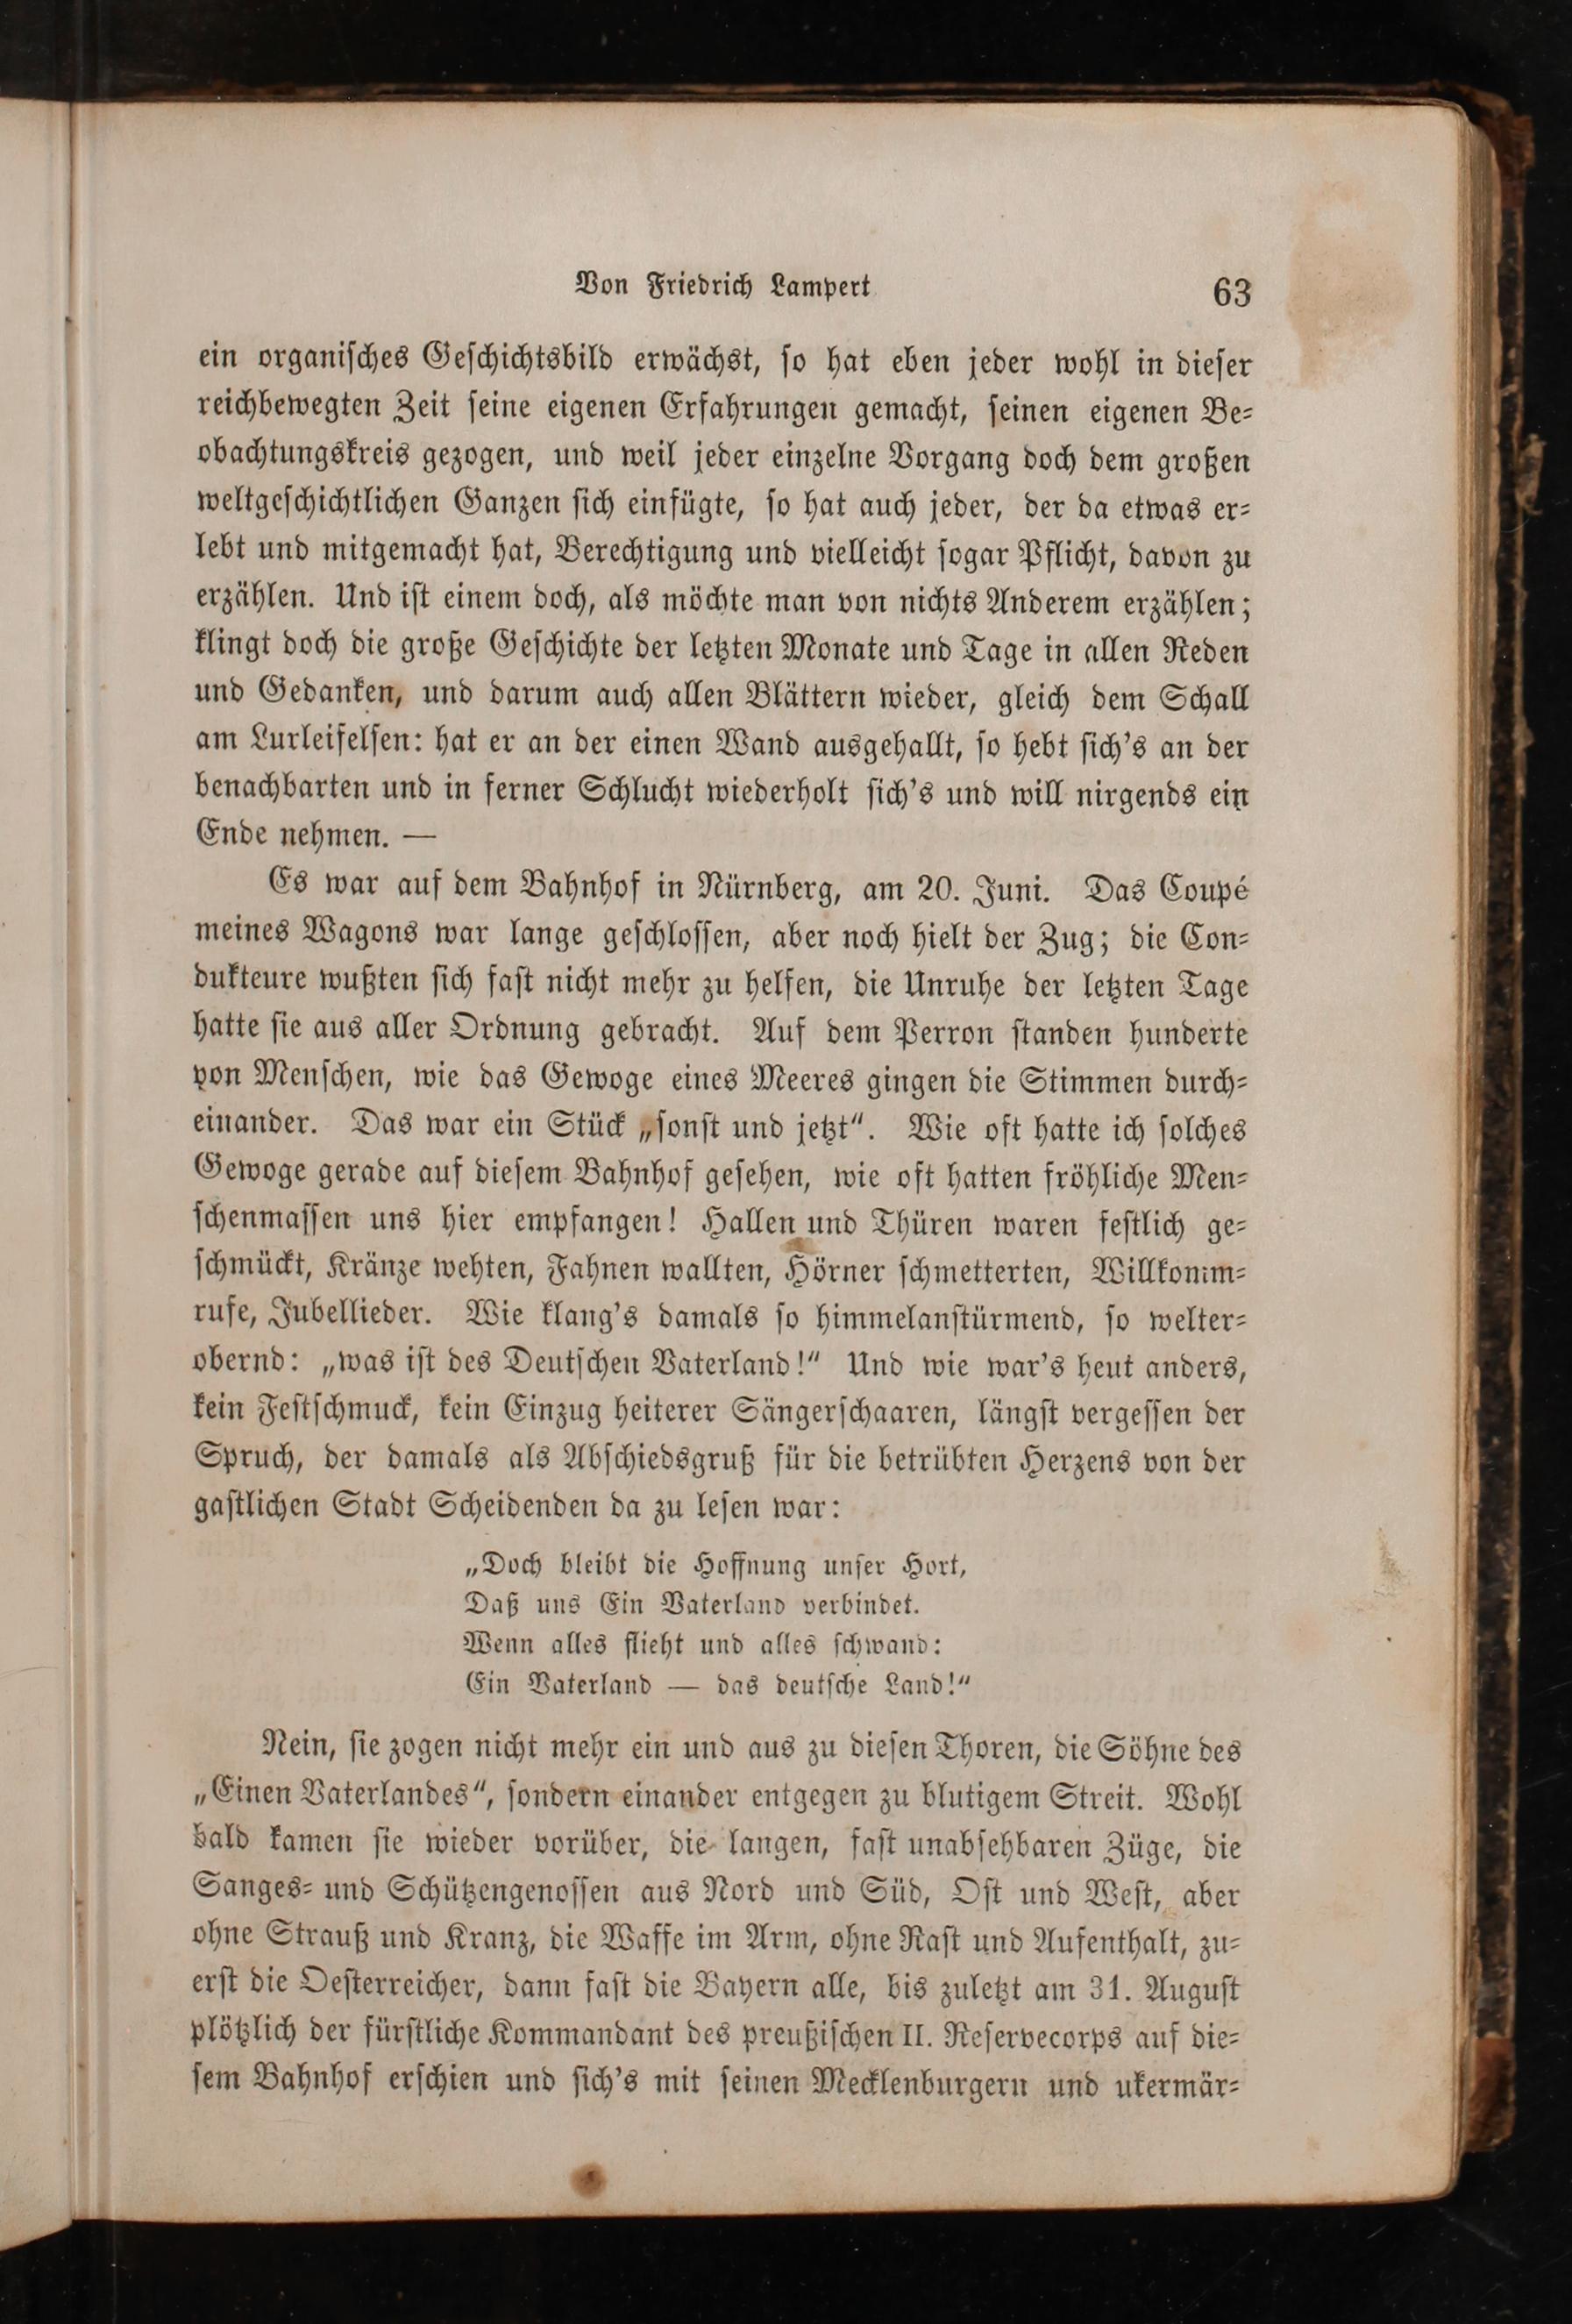 Von Friedrich Lampert
63
ein organisches Geschichtsbild erwächst, so hat eben jeder wohl in dieser
reichbewegten Zeit seine eigenen Erfahrungen gemacht, seinen eigenen Be-
obachtungskreis gezogen, und weil jeder einzelne Vorgang doch dem großen
weltgeschichtlichen Ganzen sich einfügte, so hat auch jeder, der da etwas er-
lebt und mitgemacht hat, Berechtigung und vielleicht sogar Pflicht, davon zu
erzählen. Und ist einem doch, als möchte man von nichts Anderem erzählen;
klingt doch die große Geschichte der letzten Monate und Tage in allen Reden
und Gedanken, und darum auch allen Blättern wieder, gleich dem Schall
am Lurleifelsen: hat er an der einen Wand ausgehallt, so hebt sich's an der
benachbarten und in ferner Schlucht wiederholt sich's und will nirgends ein
Ende nehmen. —
Es war auf dem Bahnhof in Nürnberg, am 20. Juni. Das Coupé
meines Wagons war lange geschlossen, aber noch hielt der Zug; die Con-
dukteure wußten sich fast nicht mehr zu helfen, die Unruhe der letzten Tage
hatte sie aus aller Ordnung gebracht. Auf dem Perron standen hunderte
von Menschen, wie das Gewoge eines Meeres gingen die Stimmen durch-
einander. Das war ein Stück „sonst und jetzt“. Wie oft hatte ich solches
Gewoge gerade auf diesem Bahnhof gesehen, wie oft hatten fröhliche Men-
schenmassen uns hier empfangen! Hallen und Thüren waren festlich ge-
schmückt, Kränze wehten, Fahnen wallten, Hörner schmetterten, Willkomm-
rufe, Jubellieder. Wie klang's damals so himmelanstürmend, so welter-
obernd: „was ist des Deutschen Vaterland!“ Und wie war's heut anders,
kein Festschmuck, kein Einzug heiterer Sängerschaaren, längst vergessen der
Spruch, der damals als Abschiedsgruß für die betrübten Herzens von der
gastlichen Stadt Scheidenden da zu lesen war:
„Doch bleibt die Hoffnung unser Hort,
Daß uns Ein Vaterland verbindet.
Wenn alles flieht und alles schwand:
Ein Vaterland — das deutsche Land!“
Nein, sie zogen nicht mehr ein und aus zu diesen Thoren, die Söhne des
„Einen Vaterlandes“, sondern einander entgegen zu blutigem Streit. Wohl
bald kamen sie wieder vorüber, die langen, fast unabsehbaren Züge, die
Sanges- und Schützengenossen aus Nord und Süd, Ost und West, aber
ohne Strauß und Kranz, die Waffe im Arm, ohne Rast und Aufenthalt, zu-
erst die Oesterreicher, dann fast die Bayern alle, bis zuletzt am 31. August
plötzlich der fürstliche Kommandant des preußischen II. Reservecorps auf die-
sem Bahnhof erschien und sich's mit seinen Mecklenburgern und ukermär-